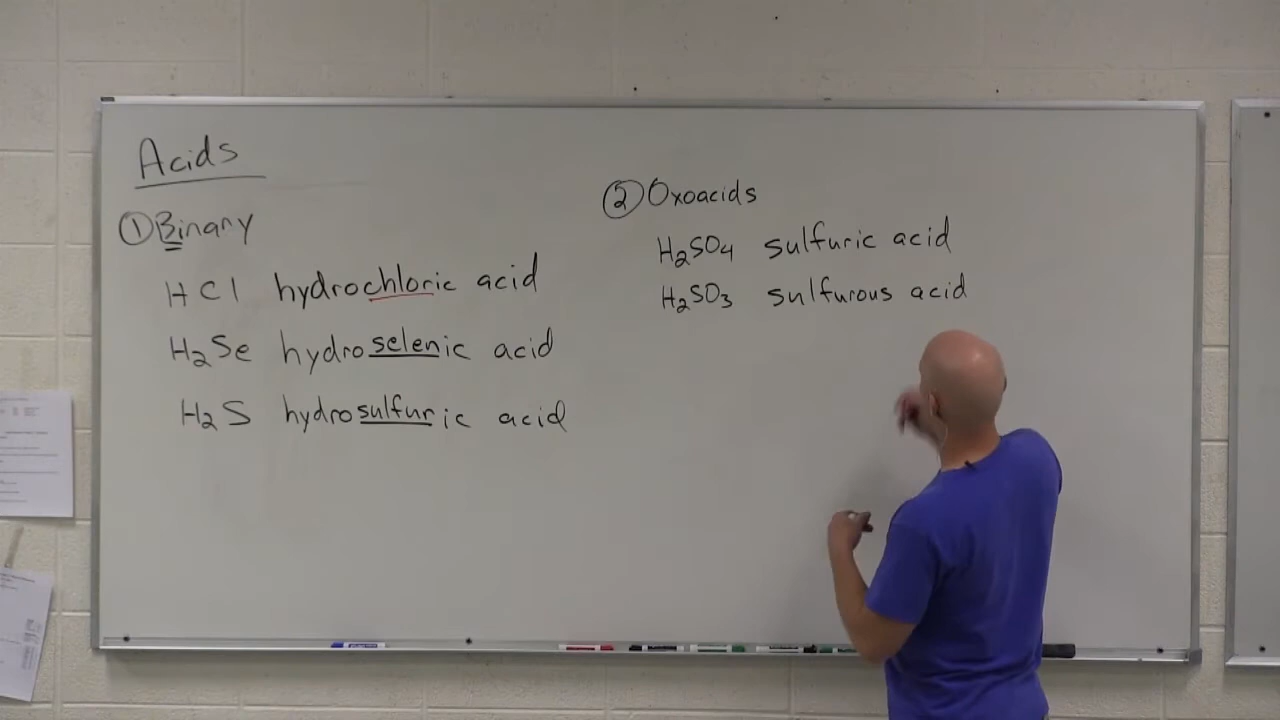 Acids
① Binary
HCl hydrochloric acid
H₂Se hydroselenic acid
H₂S hydrosulfuric acid
② Oxoacids
H₂SO₄ sulfuric acid
H₂SO₃ sulfurous acid